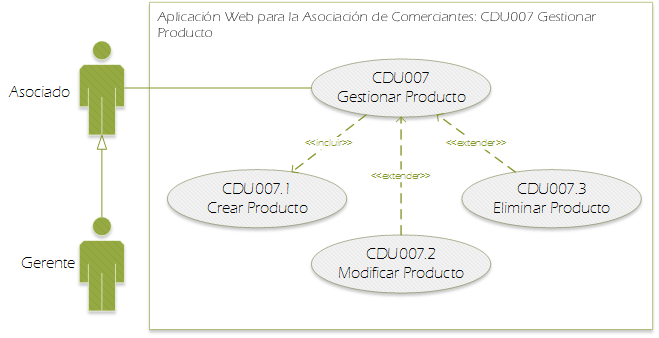 Aplicación Web para la Asociación de Comerciantes: CDU007 Gestionar
Producto
Asociado
CDU007
Gestionar Producto
<<incluir>>
<<extender>>
<<extender>>
CDU007.1
Crear Producto
CDU007.3
Eliminar Producto
CDU007.2
Modificar Producto
Gerente